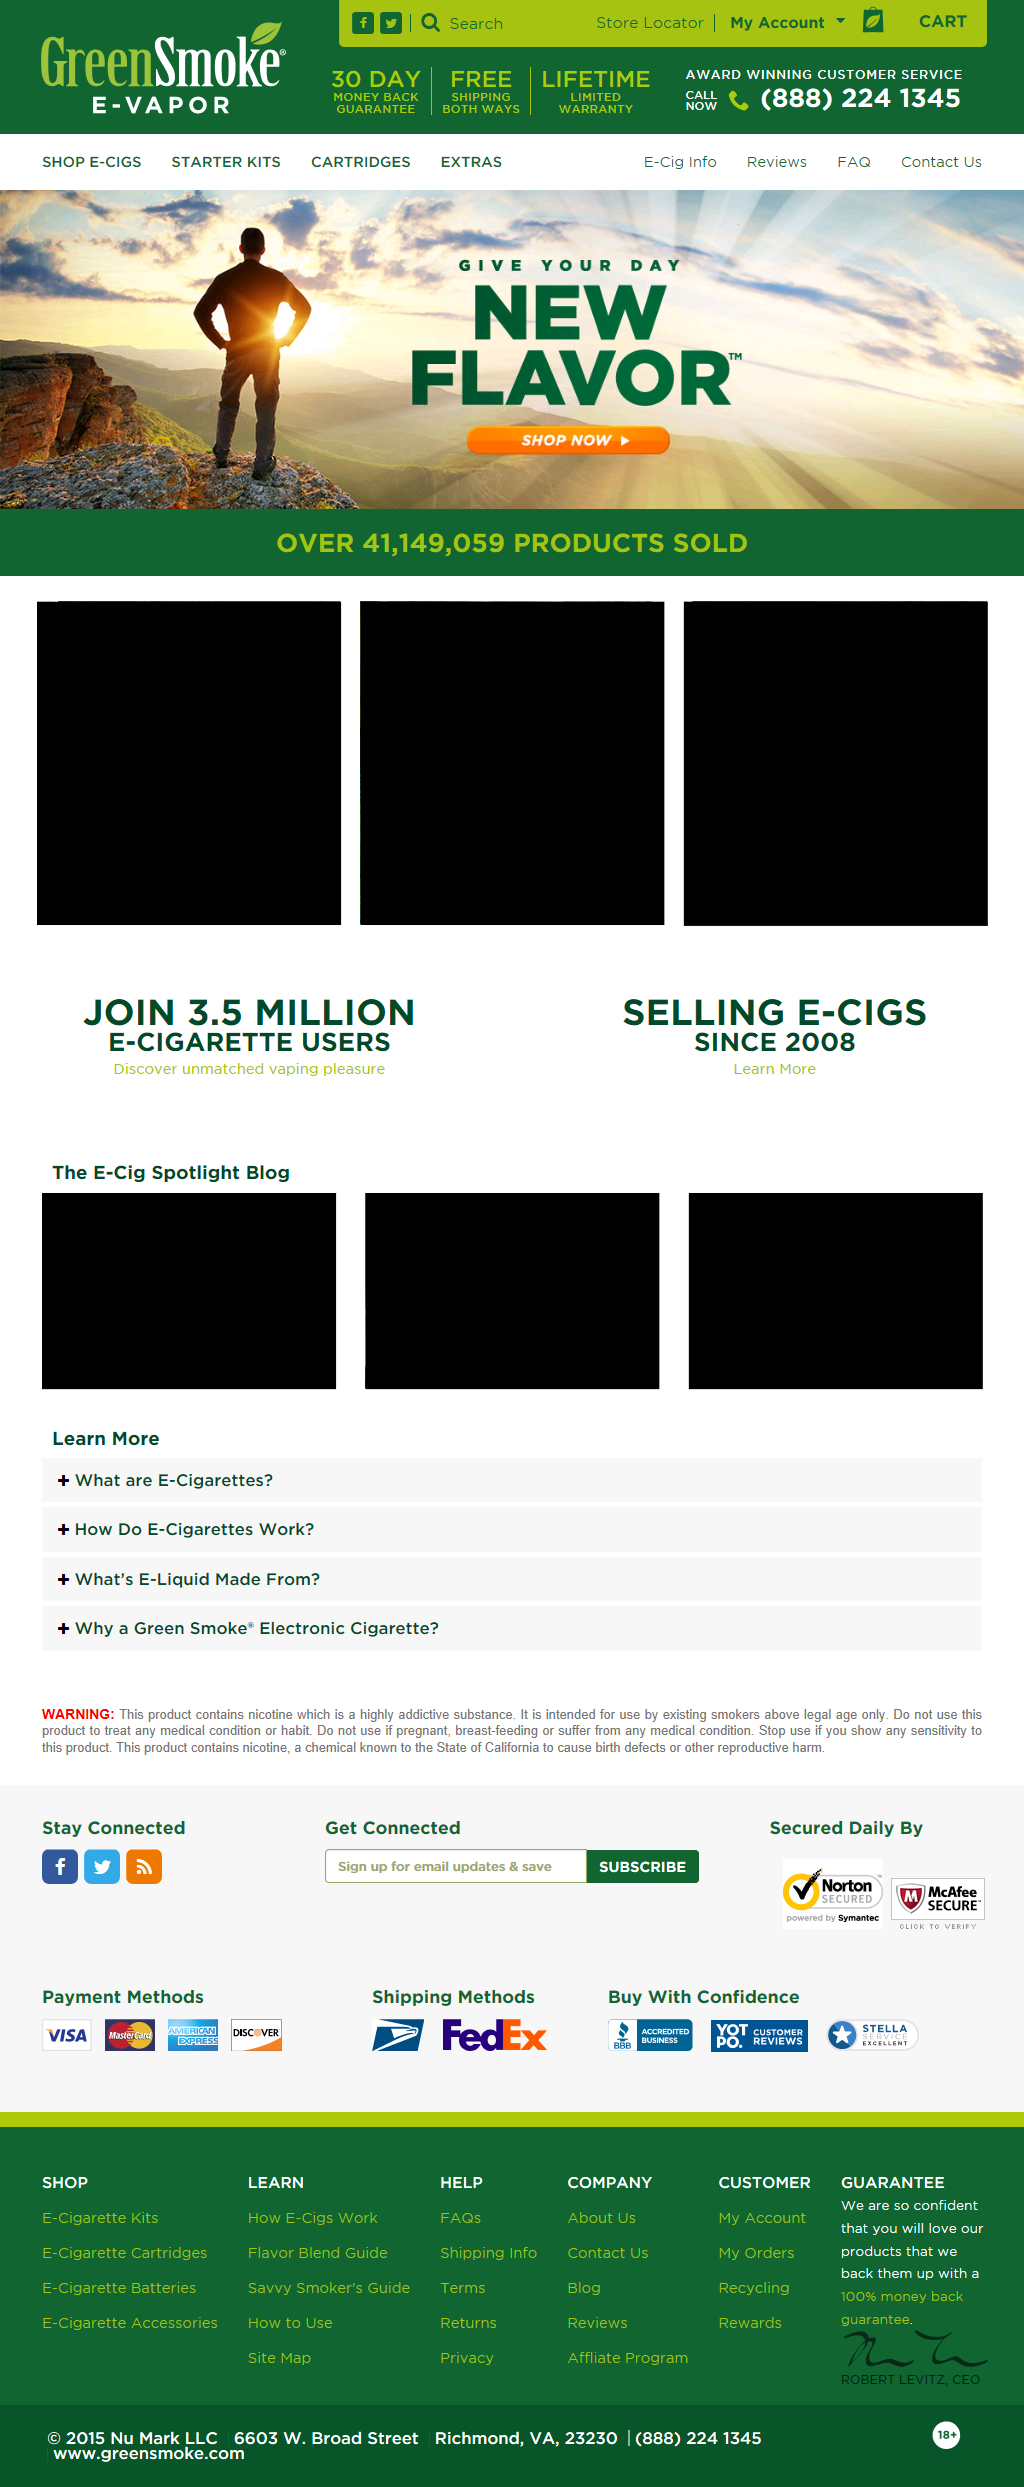 Search
Store Locator
My Account
CART
GreenSmoke®
E-VAPOR
30 DAY
MONEY BACK
GUARANTEE
FREE
SHIPPING
BOTH WAYS
LIFETIME
LIMITED
WARRANTY
AWARD WINNING CUSTOMER SERVICE
CALL
NOW
(888) 224 1345
SHOP E-CIGS
STARTER KITS
CARTRIDGES
EXTRAS
E-Cig Info
Reviews
FAQ
Contact Us
GIVE YOUR DAY
NEW
FLAVOR™
SHOP NOW
OVER 41,149,059 PRODUCTS SOLD
JOIN 3.5 MILLION
E-CIGARETTE USERS
Discover unmatched vaping pleasure
SELLING E-CIGS
SINCE 2008
Learn More
The E-Cig Spotlight Blog
Learn More
+ What are E-Cigarettes?
+ How Do E-Cigarettes Work?
+ What's E-Liquid Made From?
+ Why a Green Smoke® Electronic Cigarette?
WARNING: This product contains nicotine which is a highly addictive substance. It is intended for use by existing smokers above legal age only. Do not use this
product to treat any medical condition or habit. Do not use if pregnant, breast-feeding or suffer from any medical condition. Stop use if you show any sensitivity to
this product. This product contains nicotine, a chemical known to the State of California to cause birth defects or other reproductive harm.
Stay Connected
Get Connected
Sign up for email updates & save
SUBSCRIBE
Secured Daily By
Norton
SECURED
powered by Symantec
McAfee
SECURE™
CLICK TO VERIFY
Payment Methods
VISA
MasterCard
AMERICAN
EXPRESS
DISCOVER
Shipping Methods
FedEx
Buy With Confidence
BBB
ACCREDITED
BUSINESS
YOT
PO.
CUSTOMER
REVIEWS
STELLA
SERVICE
EXCELLENT
SHOP
E-Cigarette Kits
E-Cigarette Cartridges
E-Cigarette Batteries
E-Cigarette Accessories
LEARN
How E-Cigs Work
Flavor Blend Guide
Savvy Smoker's Guide
How to Use
Site Map
HELP
FAQs
Shipping Info
Terms
Returns
Privacy
COMPANY
About Us
Contact Us
Blog
Reviews
Affliate Program
CUSTOMER
My Account
My Orders
Recycling
Rewards
GUARANTEE
We are so confident
that you will love our
products that we
back them up with a
100% money back
guarantee.
ROBERT LEVITZ, CEO
© 2015 Nu Mark LLC | 6603 W. Broad Street | Richmond, VA, 23230 | (888) 224 1345
| www.greensmoke.com
18+